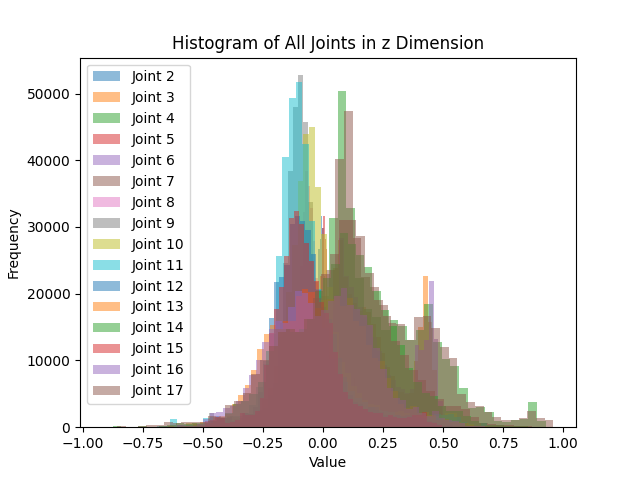 Histogram of All Joints in z Dimension
Frequency
50000
40000
30000
20000
10000
0
Joint 2
Joint 3
Joint 4
Joint 5
Joint 6
Joint 7
Joint 8
Joint 9
Joint 10
Joint 11
Joint 12
Joint 13
Joint 14
Joint 15
Joint 16
Joint 17
−1.00 −0.75 −0.50 −0.25 0.00 0.25 0.50 0.75 1.00
Value